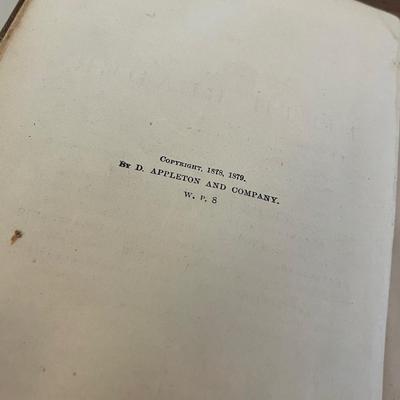 Copyright, 1878, 1879.
By D. APPLETON AND COMPANY.
W. P. 8